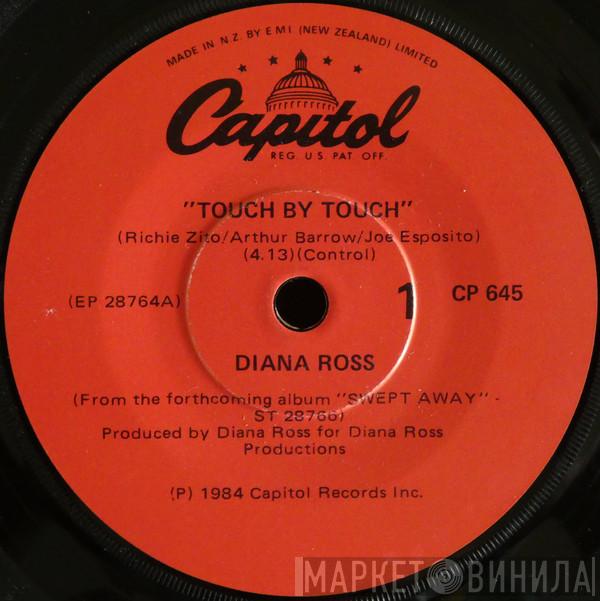 MADE IN N.Z. BY EMI (NEW ZEALAND) LIMITED
Capitol
REG. U.S. PAT. OFF.
"TOUCH BY TOUCH"
(Richie Zito/Arthur Barrow/Joe Esposito)
(4.13)(Control)
(EP 28764A)
1
CP 645
DIANA ROSS
(From the forthcoming album "SWEPT AWAY" -
ST 28766)
Produced by Diana Ross for Diana Ross
Productions
(P) 1984 Capitol Records Inc.
МАРКЕТ ВИНИЛА